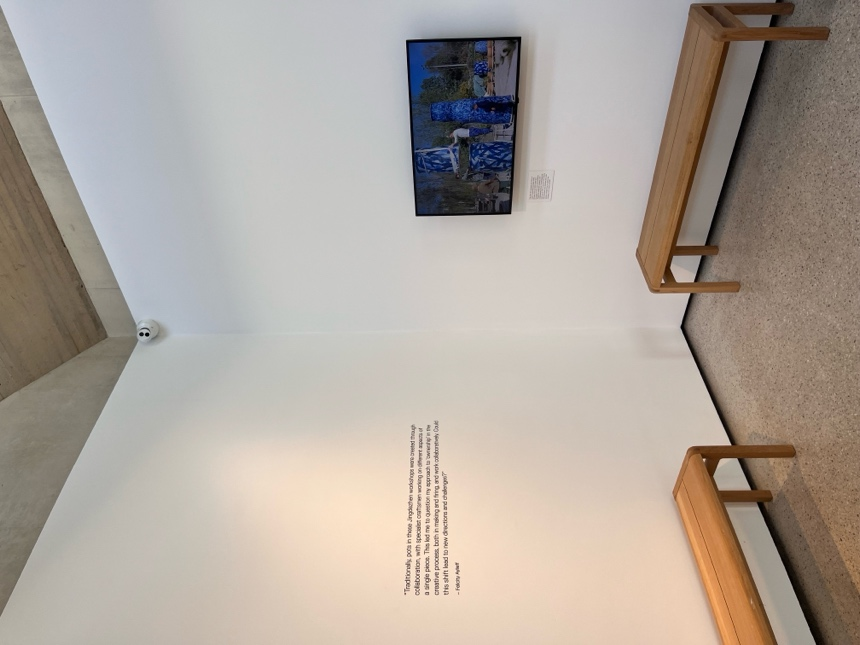 "Traditionally, pots in these Jingdezhen workshops were created through
collaboration, with specialist craftsmen working on different aspects of
a single piece. This led me to question my approach to 'ownership' in the
creative process, both in making and firing, and work collaboratively. Could
this shift lead to new directions and challenges?"
– Felicity Aylieff